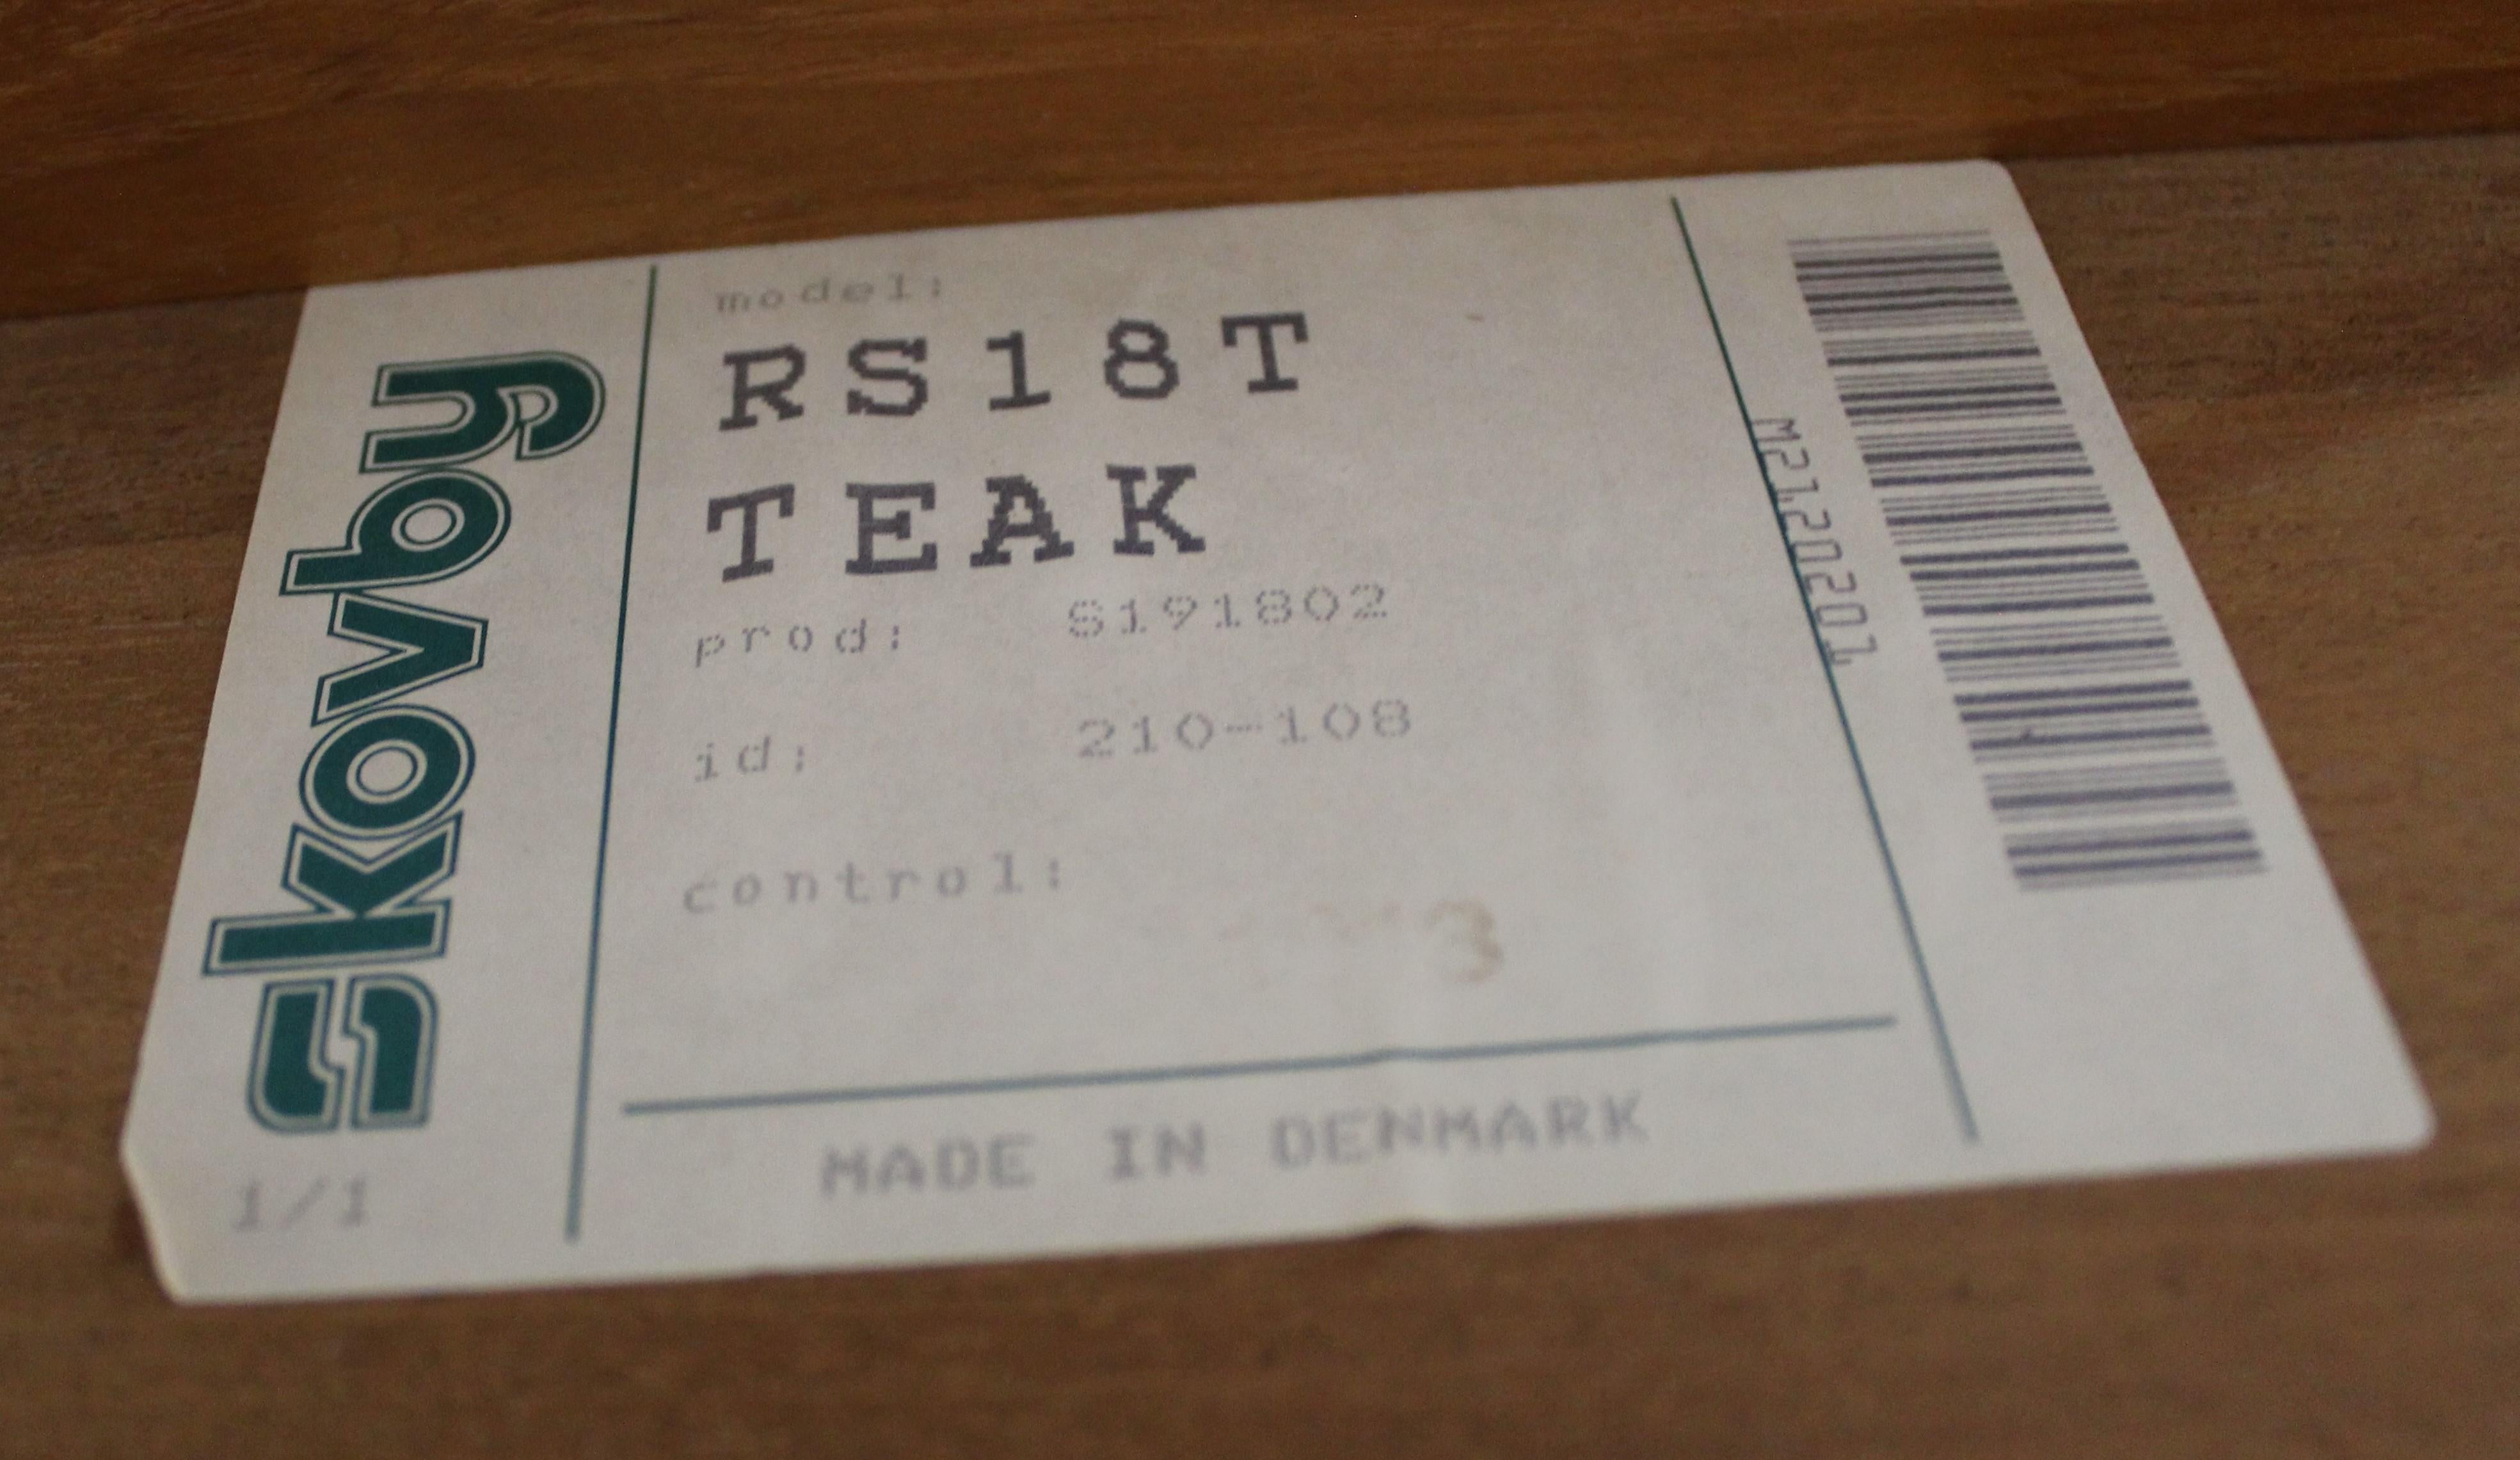 skovby
model:
RS18T
TEAK
prod: S191802
id: 210-108
control:
3
MADE IN DENMARK
1/1
M2120201